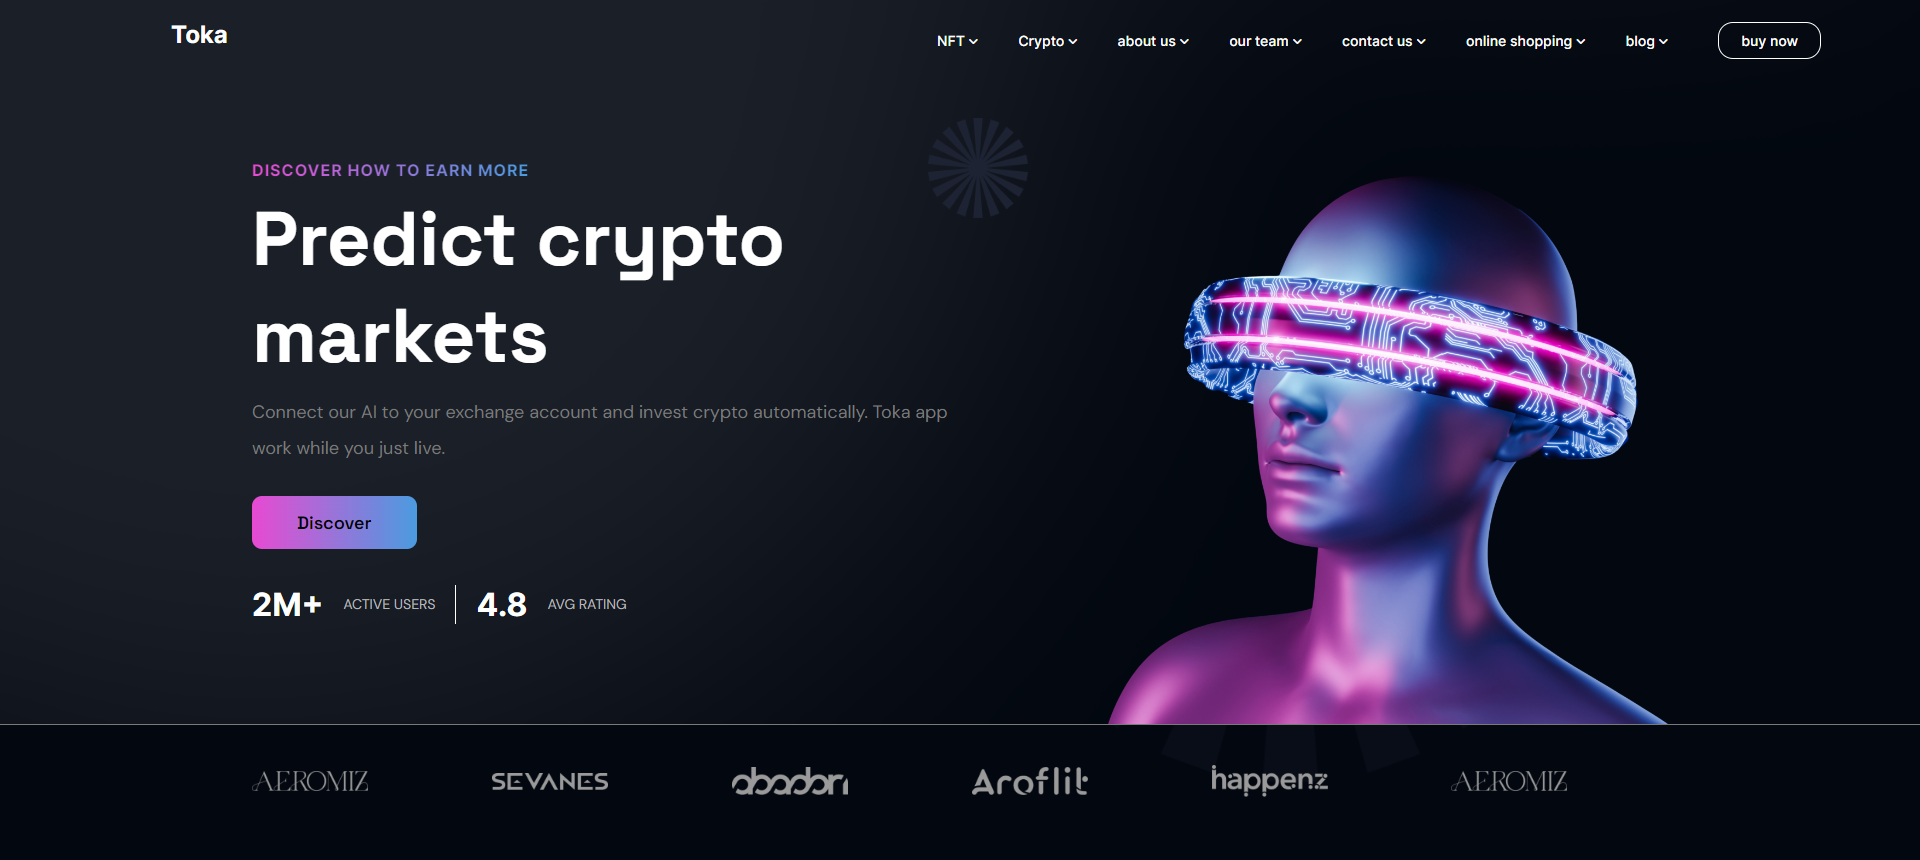 Toka
NFT
Crypto
about us
our team
contact us
online shopping
blog
buy now
DISCOVER HOW TO EARN MORE
Predict crypto
markets
Connect our AI to your exchange account and invest crypto automatically. Toka app
work while you just live.
Discover
2M+ ACTIVE USERS
4.8 AVG RATING
AEROMIZ
SEVANES
abadon
Aroflit
happenz
AEROMIZ